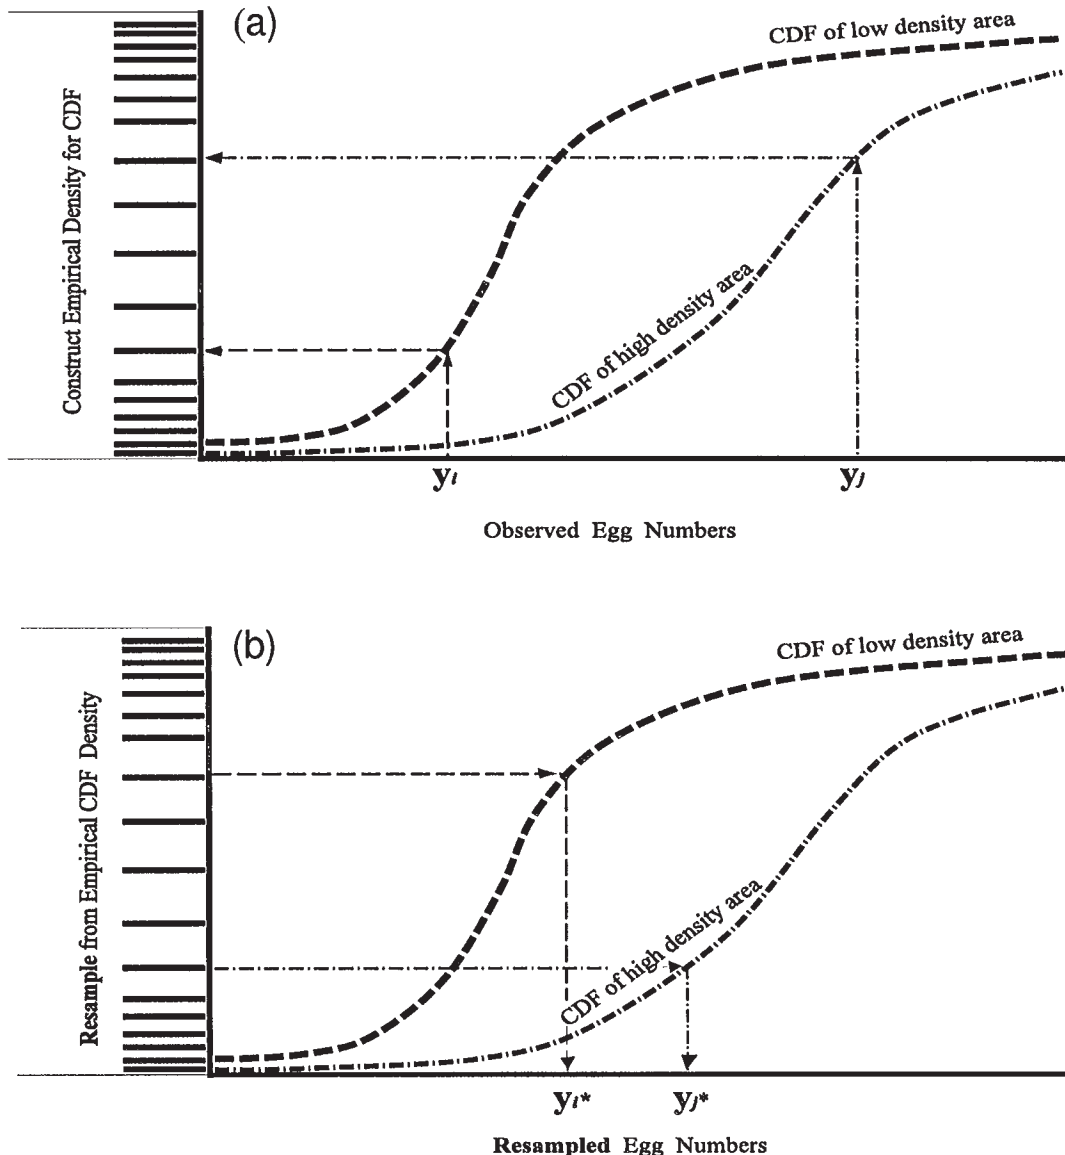 (a)
CDF of low density area
Construct Empirical Density for CDF
CDF of high density area
yi
yj
Observed Egg Numbers
(b)
CDF of low density area
Resample from Empirical CDF Density
CDF of high density area
yi*
yj*
Resampled Egg Numbers